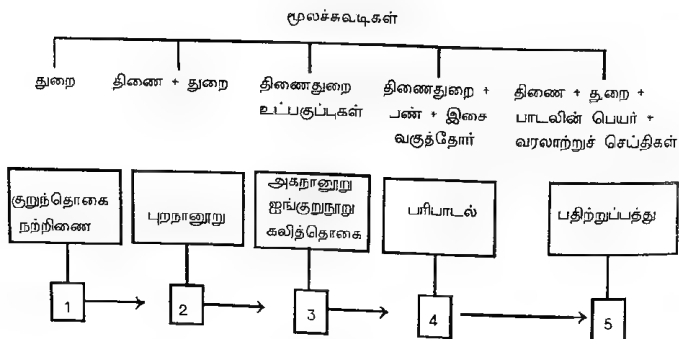 மூலச்சுவடிகள்
துறை
திணை + துறை
திணைதுறை
உட்பகுப்புகள்
திணைதுறை +
பண் + இசை
வகுத்தோர்
திணை + துறை +
பாடலின் பெயர் +
வரலாற்றுச் செய்திகள்
குறுந்தொகை
நற்றிணை
புறநானூறு
அகநானூறு
ஐங்குறுநூறு
கலித்தொகை
பரிபாடல்
பதிற்றுப்பத்து
1
2
3
4
5